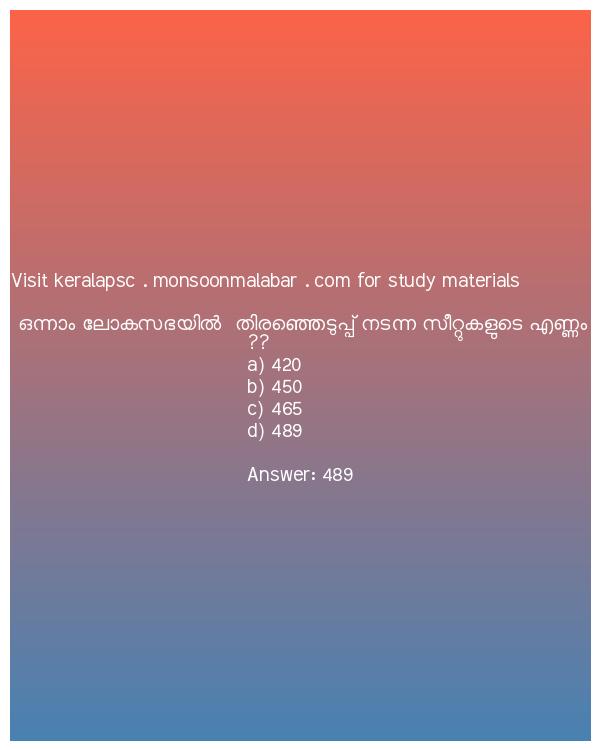 Visit keralapsc . monsoonmalabar . com for study materials
ഒന്നാം ലോകസഭയിൽ തിരഞ്ഞെടുപ്പ് നടന്ന സീറ്റുകളുടെ എണ്ണം
??
a) 420
b) 450
c) 465
d) 489
Answer: 489